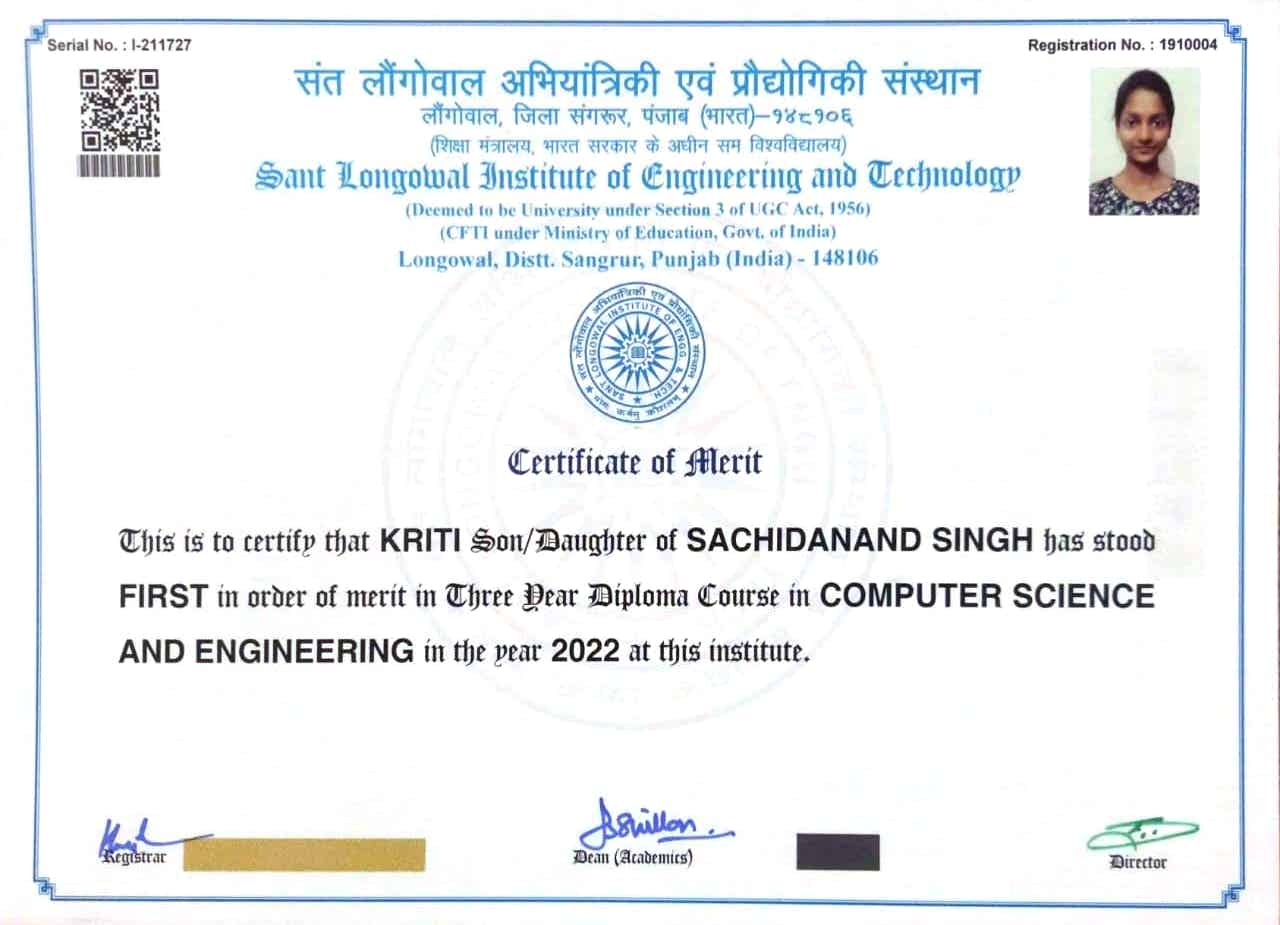 Serial No. : I-211727
Registration No. : 1910004
संत लौंगोवाल अभियांत्रिकी एवं प्रौद्योगिकी संस्थान
लौंगोवाल, जिला संगरूर, पंजाब (भारत)–१४८१०६
(शिक्षा मंत्रालय, भारत सरकार के अधीन सम विश्वविद्यालय)
Sant Longowal Institute of Engineering and Technology
(Deemed to be University under Section 3 of UGC Act, 1956)
(CFTI under Ministry of Education, Govt. of India)
Longowal, Distt. Sangrur, Punjab (India) - 148106
संत लौंगोवाल अभियांत्रिकी एवं प्रौद्योगिकी संस्थान
SANT LONGOWAL INSTITUTE OF ENGG. & TECH.
Certificate of Merit
This is to certify that KRITI Son/Daughter of SACHIDANAND SINGH has stood
FIRST in order of merit in Three Year Diploma Course in COMPUTER SCIENCE
AND ENGINEERING in the year 2022 at this institute.
Registrar
Dean (Academics)
Director